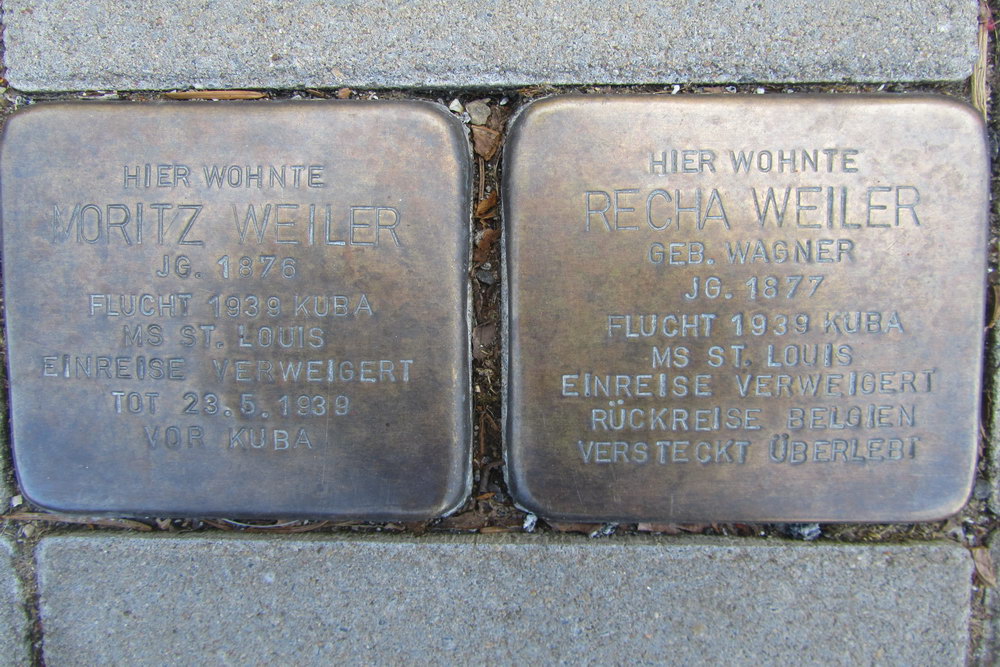 HIER WOHNTE
MORITZ WEILER
JG. 1876
FLUCHT 1939 KUBA
MS ST. LOUIS
EINREISE VERWEIGERT
TOT 23.5.1939
VOR KUBA
HIER WOHNTE
RECHA WEILER
GEB. WAGNER
JG. 1877
FLUCHT 1939 KUBA
MS ST. LOUIS
EINREISE VERWEIGERT
RÜCKREISE BELGIEN
VERSTECKT ÜBERLEBT